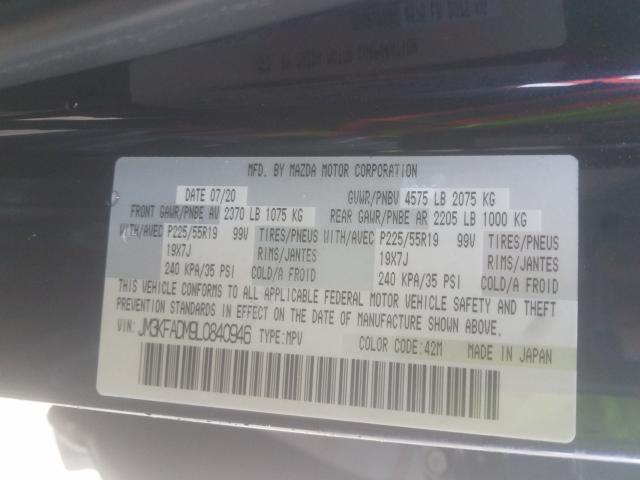 MFD. BY MAZDA MOTOR CORPORATION
DATE 07/20 GVWR/PNBV 4575 LB 2075 KG
FRONT GAWR/PNBE AV 2370 LB 1075 KG REAR GAWR/PNBE AR 2205 LB 1000 KG
WITH/AVEC P225/55R19 99V TIRES/PNEUS WITH/AVEC P225/55R19 99V TIRES/PNEUS
19X7J RIMS/JANTES 19X7J RIMS/JANTES
240 KPA/35 PSI COLD/A FROID 240 KPA/35 PSI COLD/A FROID
THIS VEHICLE CONFORMS TO ALL APPLICABLE FEDERAL MOTOR VEHICLE SAFETY AND THEFT
PREVENTION STANDARDS IN EFFECT ON THE DATE OF MANUFACTURE SHOWN ABOVE.
VIN: JM3KFADM9L0840946 TYPE:MPV COLOR CODE:42M MADE IN JAPAN